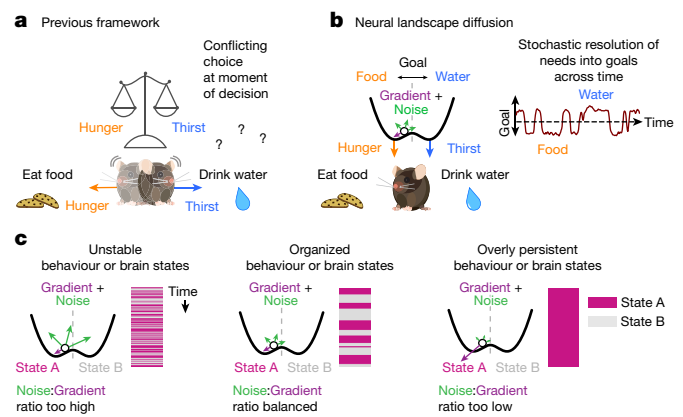 a Previous framework
Conflicting
choice
at moment
of decision
Hunger
Thirst
? ? ?
Eat food
Drink water
Hunger
Thirst
b Neural landscape diffusion
Goal
Food
Water
Gradient +
Noise
Hunger
Thirst
Eat food
Drink water
Stochastic resolution of
needs into goals
across time
Water
Goal
Time
Food
c
Unstable
behaviour or brain states
Gradient +
Noise
Time
State A
State B
Noise:Gradient
ratio too high
Organized
behaviour or brain states
Gradient +
Noise
State A
State B
Noise:Gradient
ratio balanced
Overly persistent
behaviour or brain states
Gradient +
Noise
State A
State B
Noise:Gradient
ratio too low
State A
State B